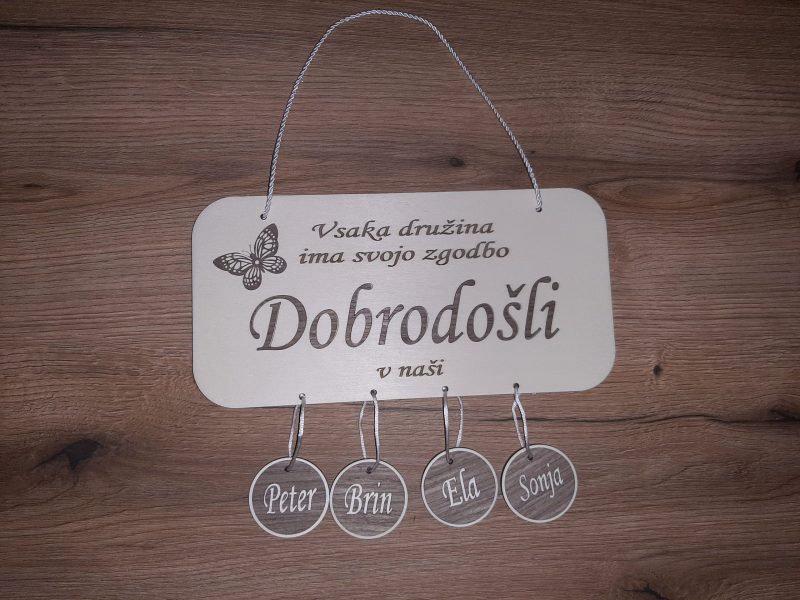 Vsaka družina
ima svojo zgodbo
Dobrodošli
v naši
Peter
Brin
Ela
Sonja